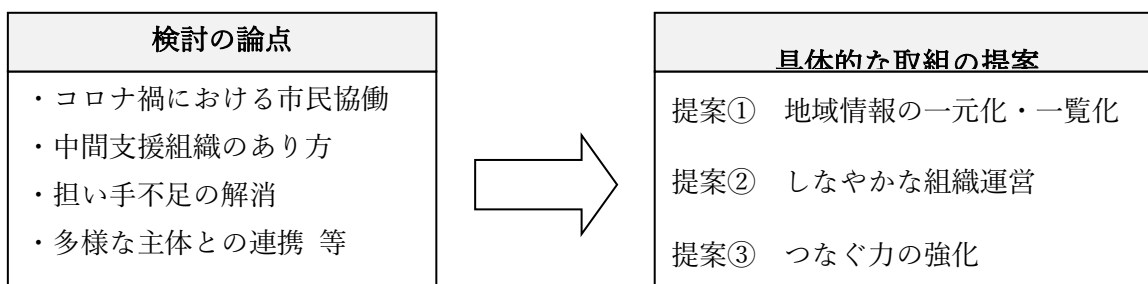 検討の論点
・コロナ禍における市民協働
・中間支援組織のあり方
・担い手不足の解消
・多様な主体との連携 等
具体的な取組の提案
提案① 地域情報の一元化・一覧化
提案② しなやかな組織運営
提案③ つなぐ力の強化